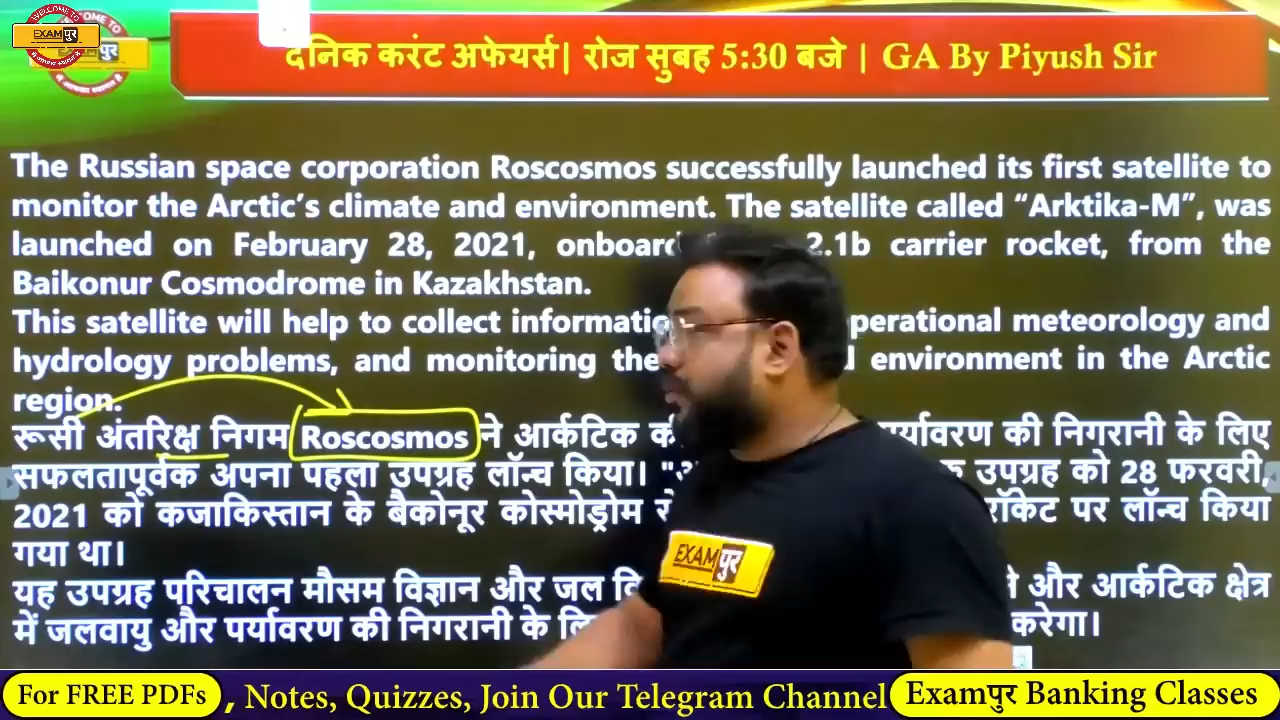 WELCOME TO
EXAMपुर
दैनिक करंट अफेयर्स| रोज सुबह 5:30 बजे | GA By Piyush Sir
The Russian space corporation Roscosmos successfully launched its first satellite to
monitor the Arctic’s climate and environment. The satellite called “Arktika-M”, was
launched on February 28, 2021, onboard 2.1b carrier rocket, from the
Baikonur Cosmodrome in Kazakhstan.
This satellite will help to collect information operational meteorology and
hydrology problems, and monitoring the environment in the Arctic
region.
रूसी अंतरिक्ष निगम Roscosmos ने आर्कटिक की पर्यावरण की निगरानी के लिए
सफलतापूर्वक अपना पहला उपग्रह लॉन्च किया। उपग्रह को 28 फरवरी,
2021 को कजाकिस्तान के बैकोनूर कोस्मोड्रोम से रॉकेट पर लॉन्च किया
गया था।
यह उपग्रह परिचालन मौसम विज्ञान और जल और आर्कटिक क्षेत्र
में जलवायु और पर्यावरण की निगरानी के लिए करेगा।
EXAMपुर
For FREE PDFs , Notes, Quizzes, Join Our Telegram Channel Examपुर Banking Classes